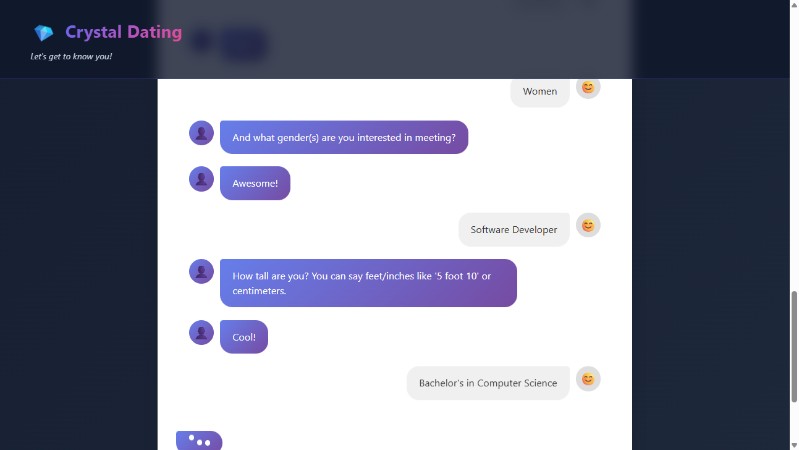 Crystal Dating
Let's get to know you!
Women
And what gender(s) are you interested in meeting?
Awesome!
Software Developer
How tall are you? You can say feet/inches like '5 foot 10' or
centimeters.
Cool!
Bachelor's in Computer Science